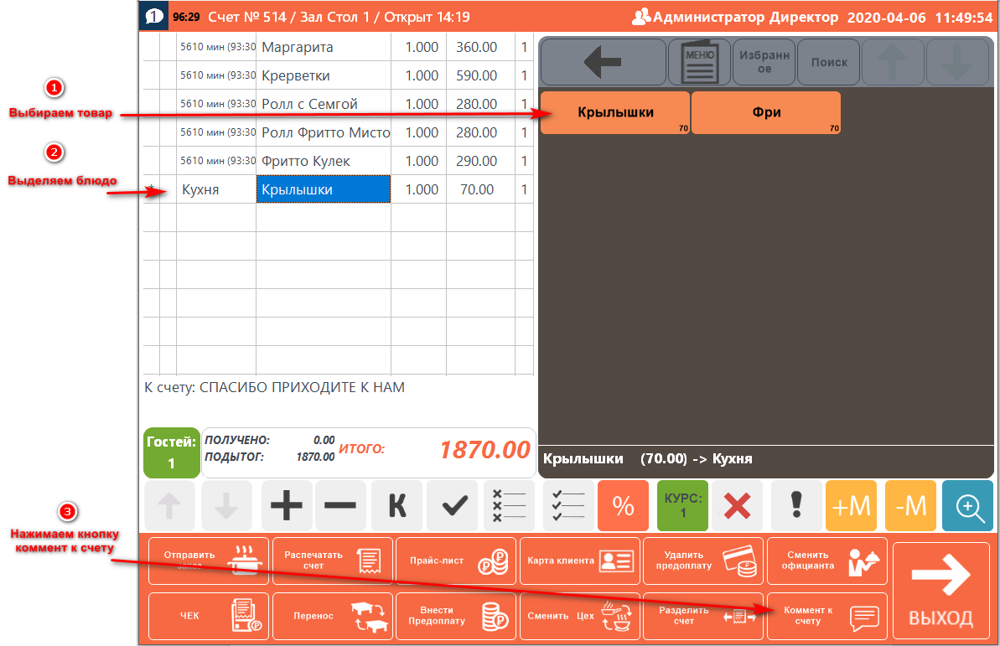 1 96:29 Счет № 514 / Зал Стол 1 / Открыт 14:19 Администратор Директор 2020-04-06 11:49:54
5610 мин (93:30 Маргарита 1.000 360.00 1
5610 мин (93:30 Крерветки 1.000 590.00 1
5610 мин (93:30 Ролл с Семгой 1.000 280.00 1
5610 мин (93:30 Ролл Фритто Мисто 1.000 280.00 1
5610 мин (93:30 Фритто Кулек 1.000 290.00 1
* Кухня Крылышки 1.000 70.00 1
1
Выбираем товар
2
Выделяем блюдо
МЕНЮ
Избранн
ое
Поиск
Крылышки
70
Фри
70
К счету: СПАСИБО ПРИХОДИТЕ К НАМ
Гостей:
1
ПОЛУЧЕНО: 0.00
ПОДЫТОГ: 1870.00
ИТОГО: 1870.00
Крылышки (70.00) -> Кухня
К
%
КУРС:
1
!
+М
-М
3
Нажимаем кнопку
коммент к счету
Отправить
заказ
Распечатать
счет
Прайс-лист
Карта клиента
Удалить
предоплату
Сменить
официанта
ЧЕК
Перенос
Внести
Предоплату
Сменить Цех
Разделить
счет
Коммент к
счету
ВЫХОД